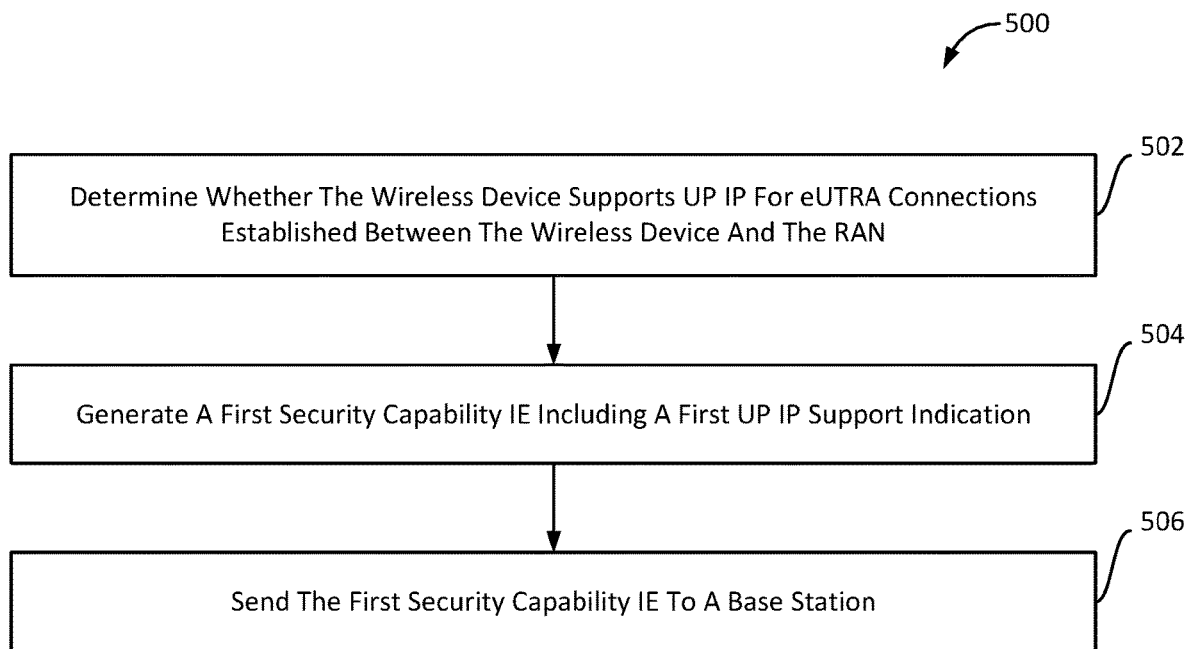 500
502
Determine Whether The Wireless Device Supports UP IP For eUTRA Connections
Established Between The Wireless Device And The RAN
504
Generate A First Security Capability IE Including A First UP IP Support Indication
506
Send The First Security Capability IE To A Base Station